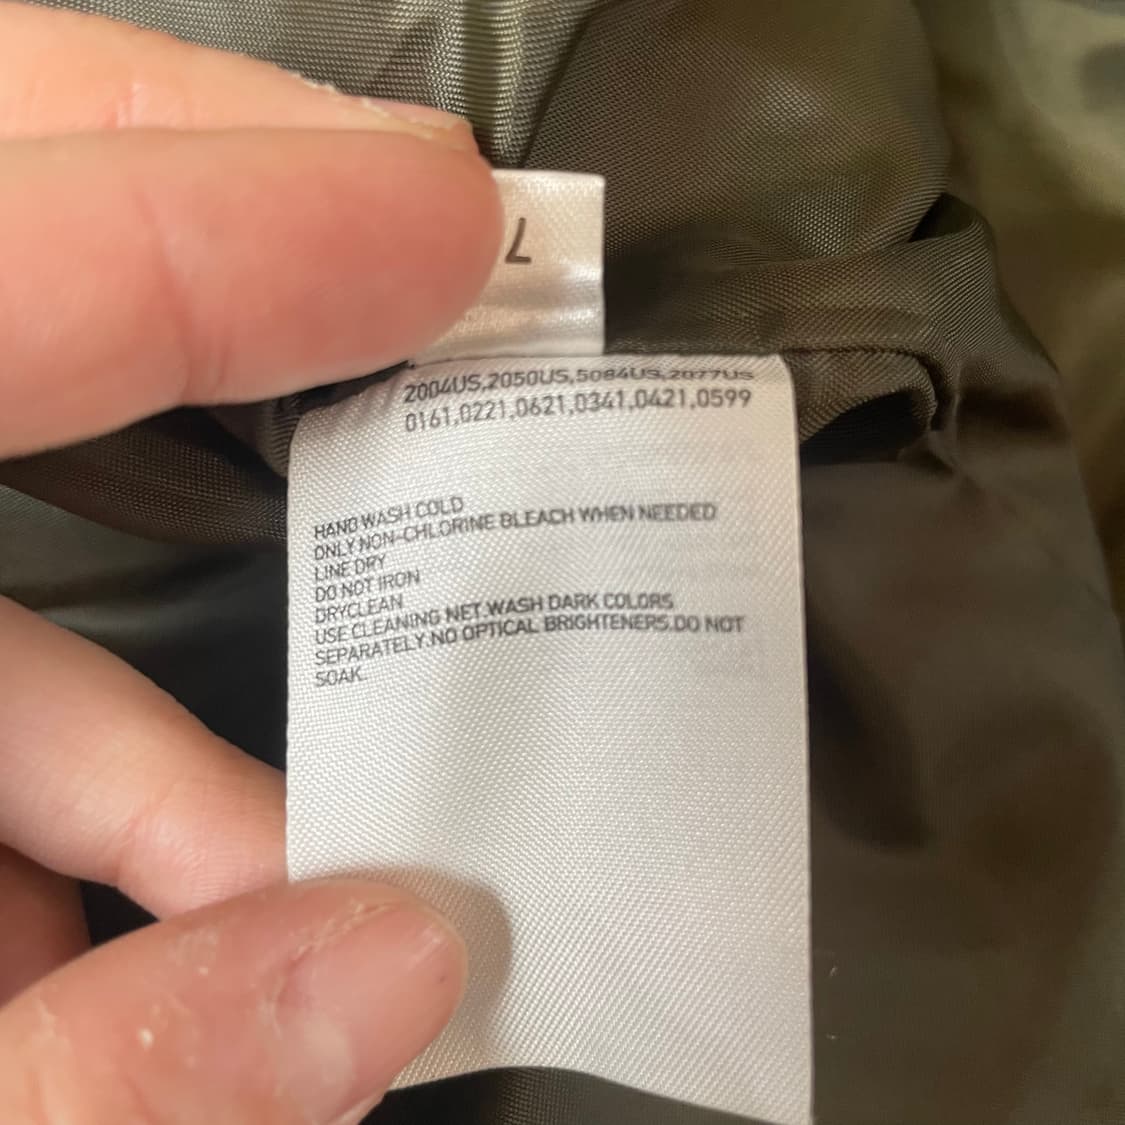 2004US,2050US,5084US,2077US
0161,0221,0621,0341,0421,0599
HAND WASH COLD
ONLY NON-CHLORINE BLEACH WHEN NEEDED
LINE DRY
DO NOT IRON
DRYCLEAN
USE CLEANING NET.WASH DARK COLORS
SEPARATELY.NO OPTICAL BRIGHTENERS.DO NOT
SOAK.